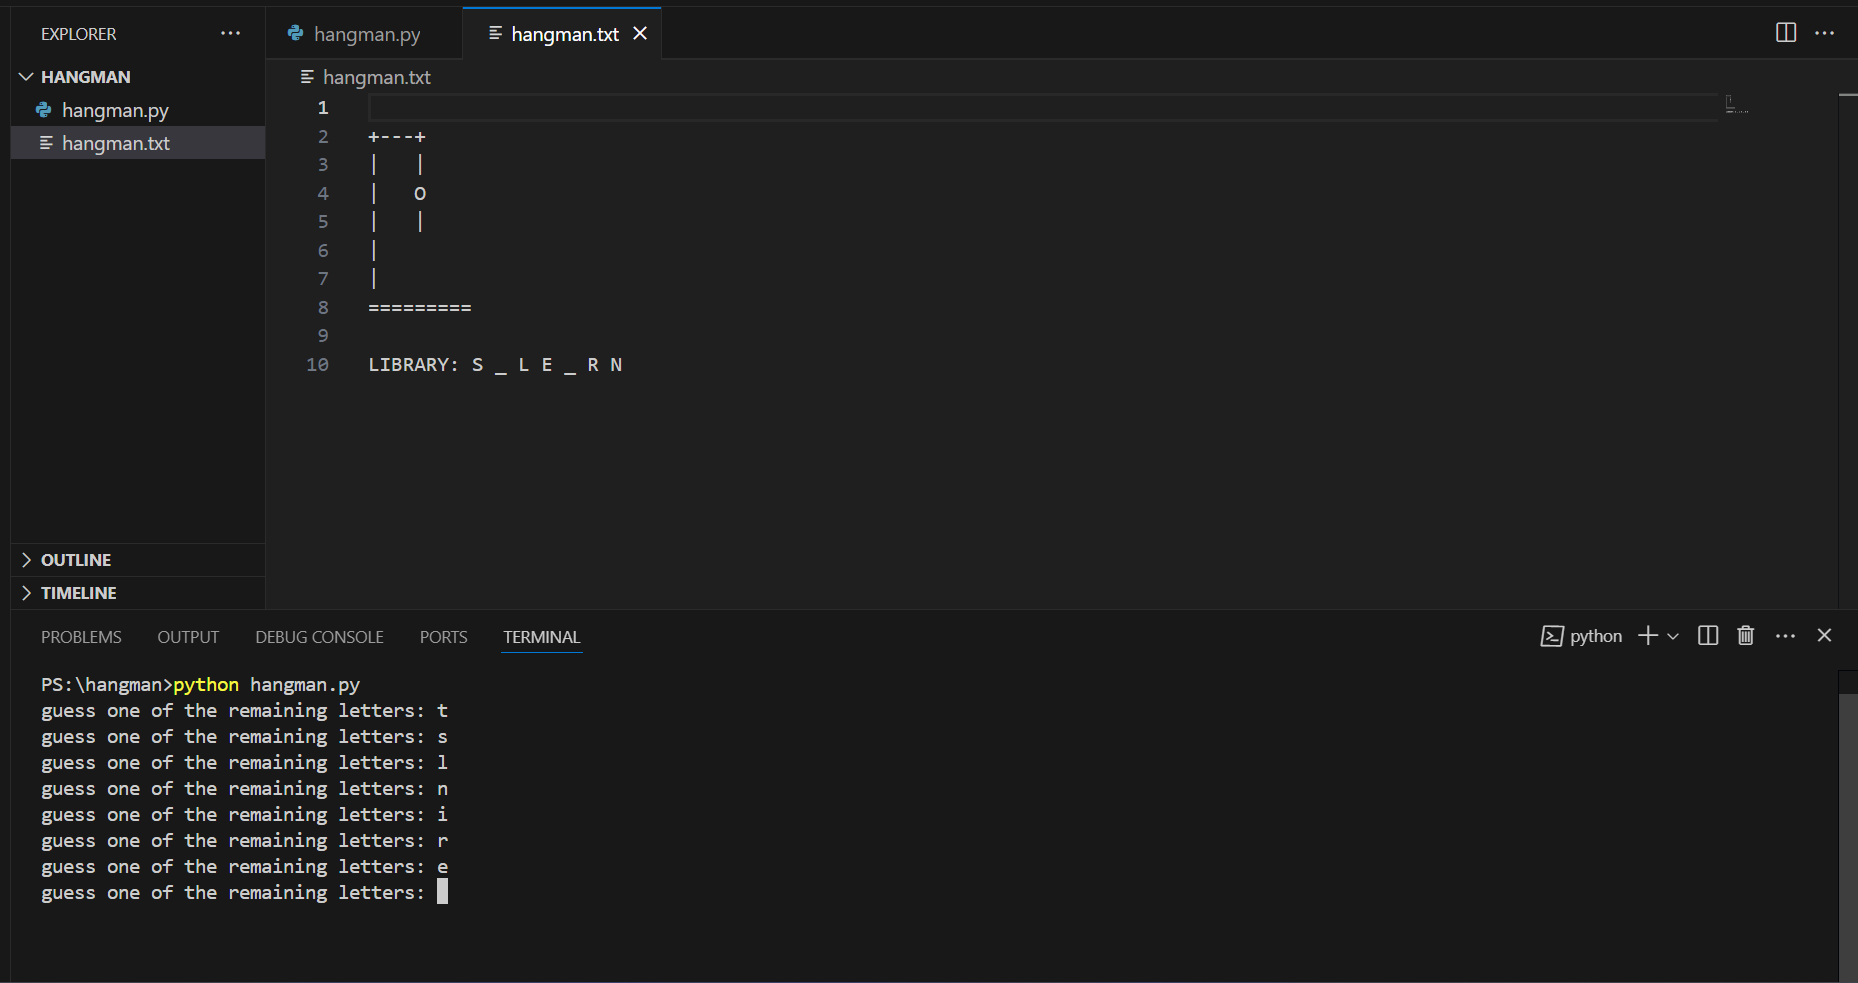 EXPLORER ···
HANGMAN
hangman.py
hangman.txt
OUTLINE
TIMELINE
hangman.py hangman.txt
hangman.txt
1
2 +---+
3 |   |
4 |   O
5 |   |
6 |
7 |
8 =========
9
10 LIBRARY: S _ L E _ R N
PROBLEMS OUTPUT DEBUG CONSOLE PORTS TERMINAL
python
PS:\hangman>python hangman.py
guess one of the remaining letters: t
guess one of the remaining letters: s
guess one of the remaining letters: l
guess one of the remaining letters: n
guess one of the remaining letters: i
guess one of the remaining letters: r
guess one of the remaining letters: e
guess one of the remaining letters: